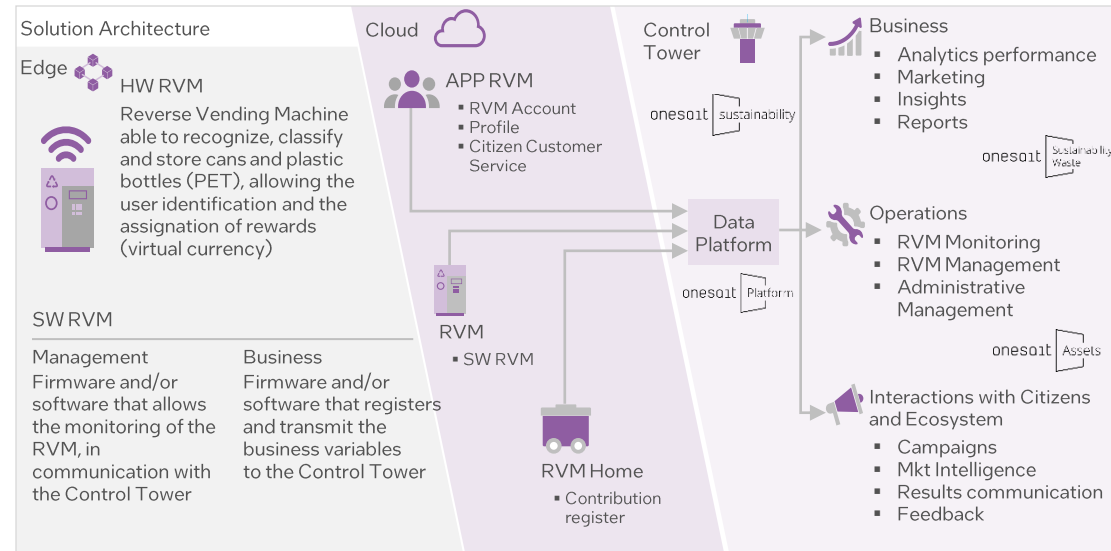 Solution Architecture
Edge
HW RVM
Reverse Vending Machine
able to recognize, classify
and store cans and plastic
bottles (PET), allowing the
user identification and the
assignation of rewards
(virtual currency)
SW RVM
Management
Firmware and/or
software that allows
the monitoring of the
RVM, in
communication with
the Control Tower
Business
Firmware and/or
software that registers
and transmit the
business variables
to the Control Tower
Cloud
APP RVM
▪ RVM Account
▪ Profile
▪ Citizen Customer
Service
RVM
▪ SW RVM
RVM Home
▪ Contribution
register
Control
Tower
onesait sustainability
Data
Platform
onesait Platform
Business
▪ Analytics performance
▪ Marketing
▪ Insights
▪ Reports
onesait Sustainability
Waste
Operations
▪ RVM Monitoring
▪ RVM Management
▪ Administrative
Management
onesait Assets
Interactions with Citizens
and Ecosystem
▪ Campaigns
▪ Mkt Intelligence
▪ Results communication
▪ Feedback